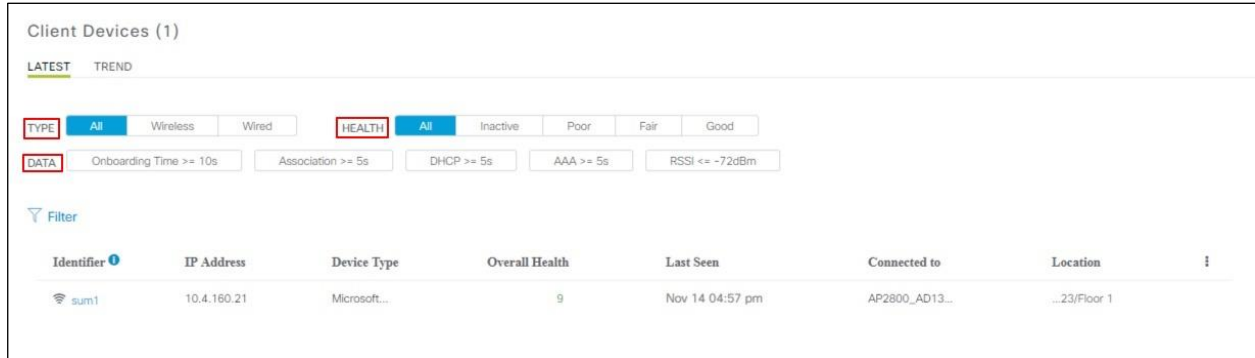 Client Devices (1)
LATEST TREND
TYPE All Wireless Wired HEALTH All Inactive Poor Fair Good
DATA Onboarding Time >= 10s Association >= 5s DHCP >= 5s AAA >= 5s RSSI <= -72dBm
Filter
Identifier IP Address Device Type Overall Health Last Seen Connected to Location
sum1 10.4.160.21 Microsoft... 9 Nov 14 04:57 pm AP2800_AD13... ...23/Floor 1